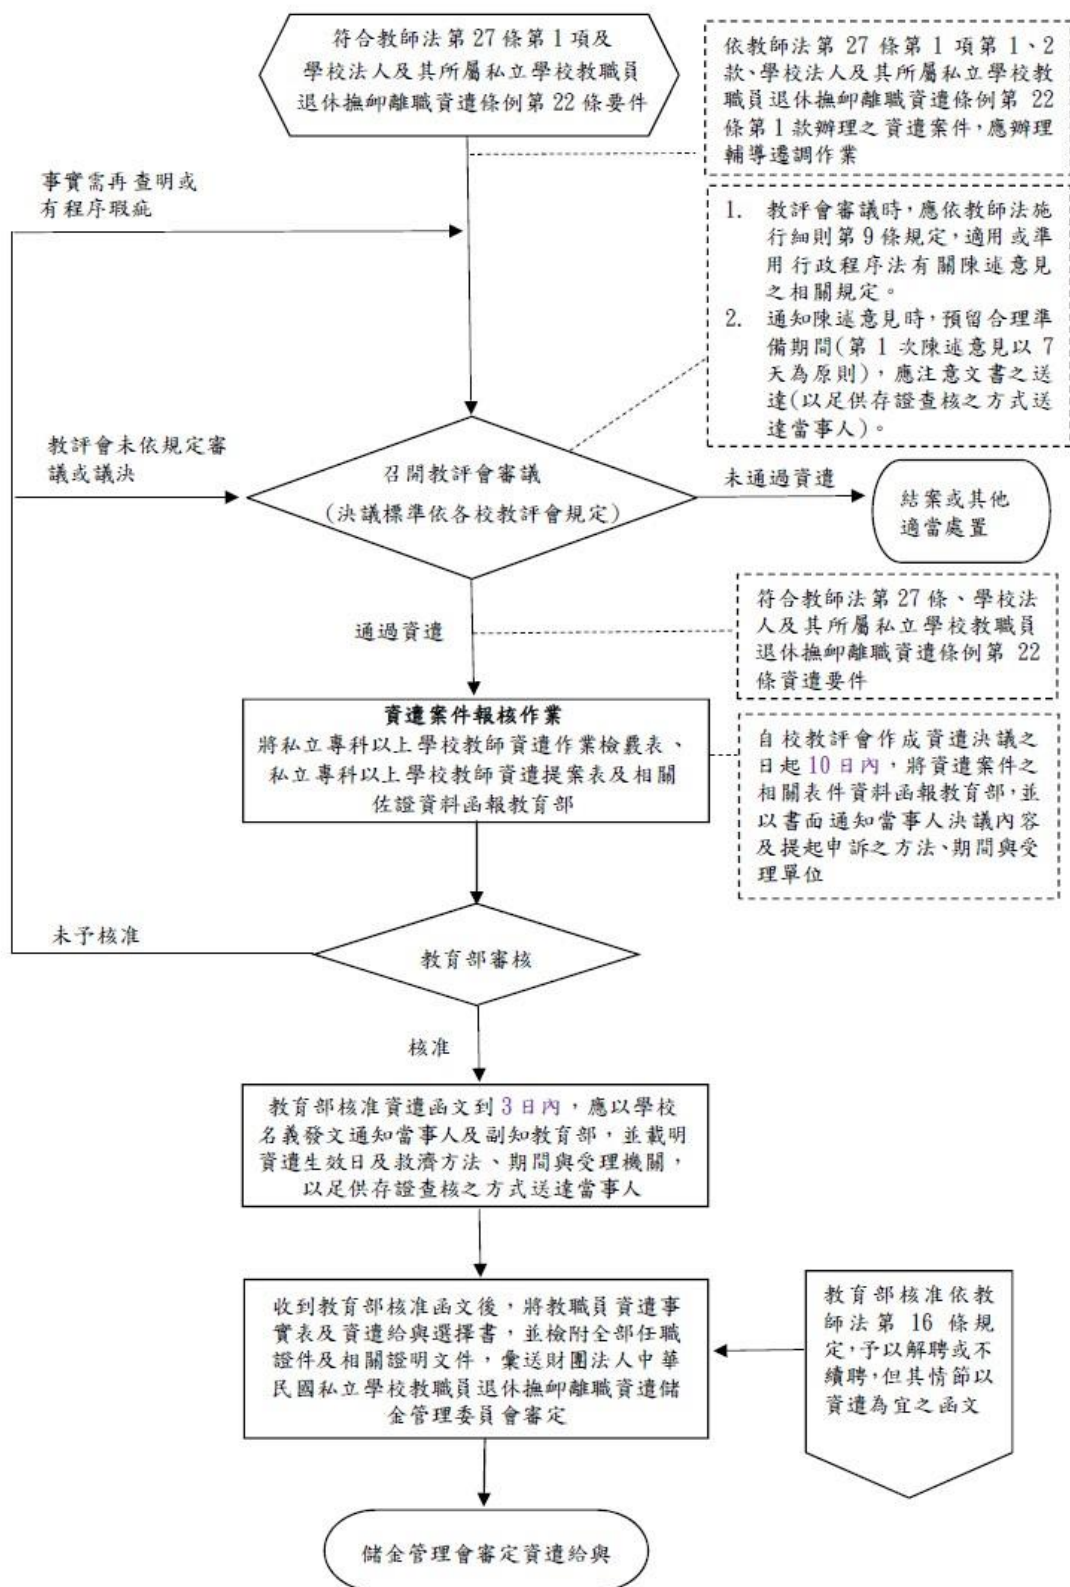 符合教師法第 27 條第 1 項及
學校法人及其所屬私立學校教職員
退休撫卹離職資遣條例第 22 條要件
依教師法第 27 條第 1 項第 1、2
款、學校法人及其所屬私立學校教
職員退休撫卹離職資遣條例第 22
條第 1 款辦理之資遣案件,應辦理
輔導遷調作業
事實需再查明或
有程序瑕疵
1. 教評會審議時,應依教師法施
行細則第 9 條規定,適用或準
用行政程序法有關陳述意見
之相關規定。
2. 通知陳述意見時,預留合理準
備期間(第 1 次陳述意見以 7
天為原則),應注意文書之送
達(以足供存證查核之方式送
達當事人)。
教評會未依規定審
議或議決
召開教評會審議
(決議標準依各校教評會規定)
未通過資遣
結案或其他
適當處置
通過資遣
符合教師法第 27 條、學校法
人及其所屬私立學校教職員
退休撫卹離職資遣條例第 22
條資遣要件
資遣案件報核作業
將私立專科以上學校教師資遣作業檢覈表、
私立專科以上學校教師資遣提案表及相關
佐證資料函報教育部
自校教評會作成資遣決議之
日起 10 日內,將資遣案件之
相關表件資料函報教育部,並
以書面通知當事人決議內容
及提起申訴之方法、期間與受
理單位
未予核准
教育部審核
核准
教育部核准資遣函文到 3 日內,應以學校
名義發文通知當事人及副知教育部,並載明
資遣生效日及救濟方法、期間與受理機關,
以足供存證查核之方式送達當事人
收到教育部核准函文後,將教職員資遣事
實表及資遣給與選擇書,並檢附全部任職
證件及相關證明文件,彙送財團法人中華
民國私立學校教職員退休撫卹離職資遣儲
金管理委員會審定
教育部核准依教
師法第 16 條規
定,予以解聘或不
續聘,但其情節以
資遣為宜之函文
儲金管理會審定資遣給與